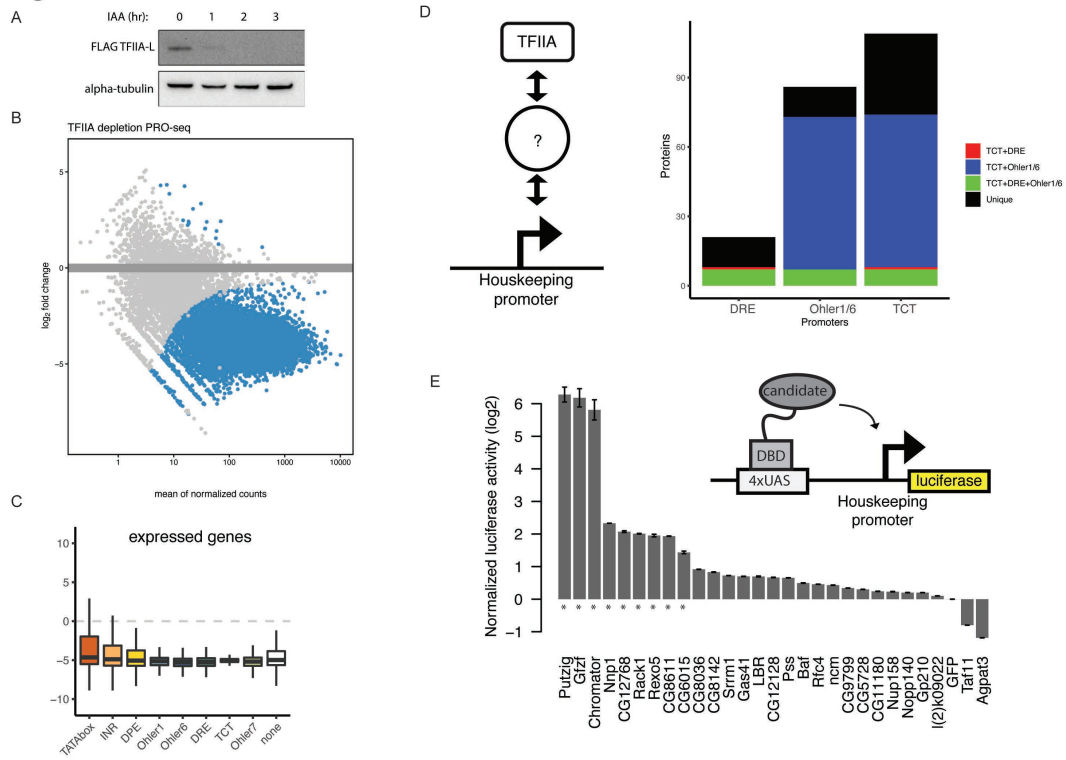 A
IAA (hr): 0 1 2 3
FLAG TFIIA-L
alpha-tubulin
B
TFIIA depletion PRO-seq
log2 fold change
5
0
−5
1 10 100 1000 10000
mean of normalized counts
C
expressed genes
10
5
0
−5
−10
TATAbox INR DPE Ohler1 Ohler6 DRE TCT Ohler7 none
D
TFIIA
?
Houskeeping
promoter
Proteins
90
60
30
0
DRE Ohler1/6 TCT
Promoters
TCT+DRE
TCT+Ohler1/6
TCT+DRE+Ohler1/6
Unique
E
Normalized luciferase activity (log2)
6
5
4
3
2
1
0
−1
* * * * * * * * *
Putzig Gfzf Chromator Nnp1 CG12768 Rack1 Rexo5 CG8611 CG6015 CG8036 CG8142 Srrm1 Gas41 LBR CG12128 Pss Baf Rfc4 ncm CG9799 CG5728 CG11180 Nup158 Nopp140 Gp210 l(2)k09022 GFP Taf11 Agpat3
candidate
DBD
4xUAS
luciferase
Houskeeping
promoter